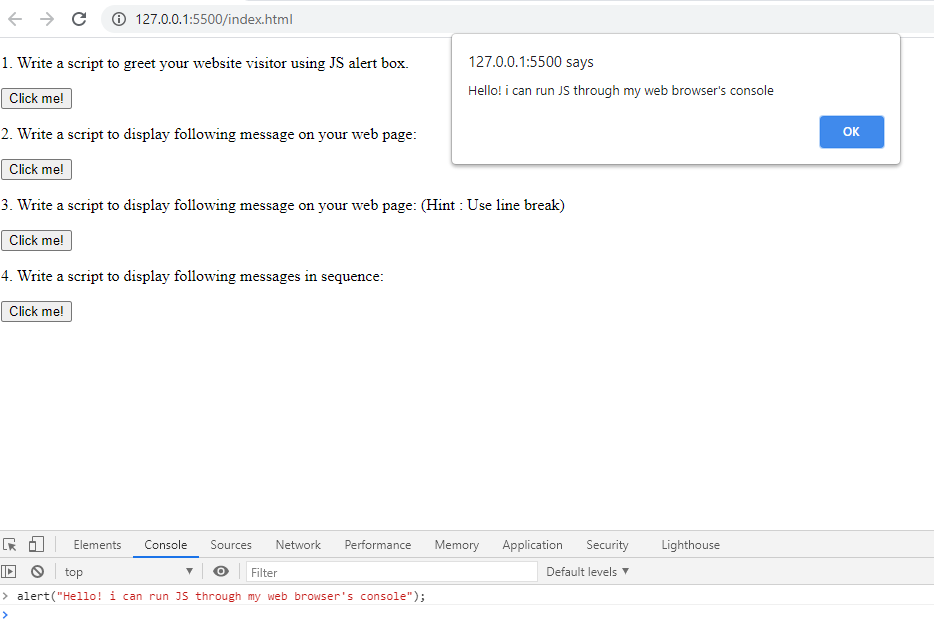 127.0.0.1:5500/index.html
127.0.0.1:5500 says
Hello! i can run JS through my web browser's console
OK
1. Write a script to greet your website visitor using JS alert box.
Click me!
2. Write a script to display following message on your web page:
Click me!
3. Write a script to display following message on your web page: (Hint : Use line break)
Click me!
4. Write a script to display following messages in sequence:
Click me!
Elements Console Sources Network Performance Memory Application Security Lighthouse
top Filter Default levels
> alert("Hello! i can run JS through my web browser's console");
>